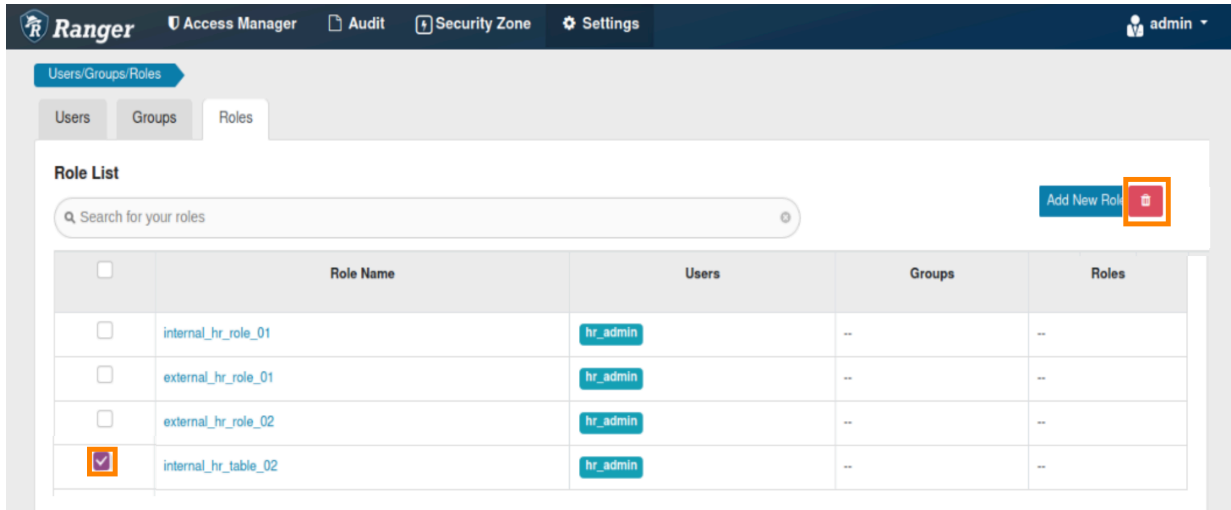 Ranger Access Manager Audit Security Zone Settings admin
Users/Groups/Roles
Users Groups Roles
Role List
Search for your roles
Add New Role
Role Name Users Groups Roles
internal_hr_role_01 hr_admin -- --
external_hr_role_01 hr_admin -- --
external_hr_role_02 hr_admin -- --
internal_hr_table_02 hr_admin -- --